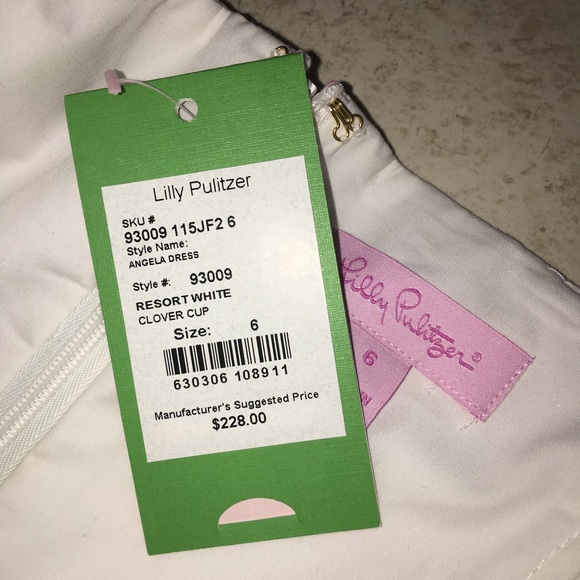 Lilly Pulitzer
SKU #
93009 115JF2 6
Style Name:
ANGELA DRESS
Style #: 93009
RESORT WHITE
CLOVER CUP
Size: 6
630306 108911
Manufacturer's Suggested Price
$228.00
Lilly Pulitzer®
6